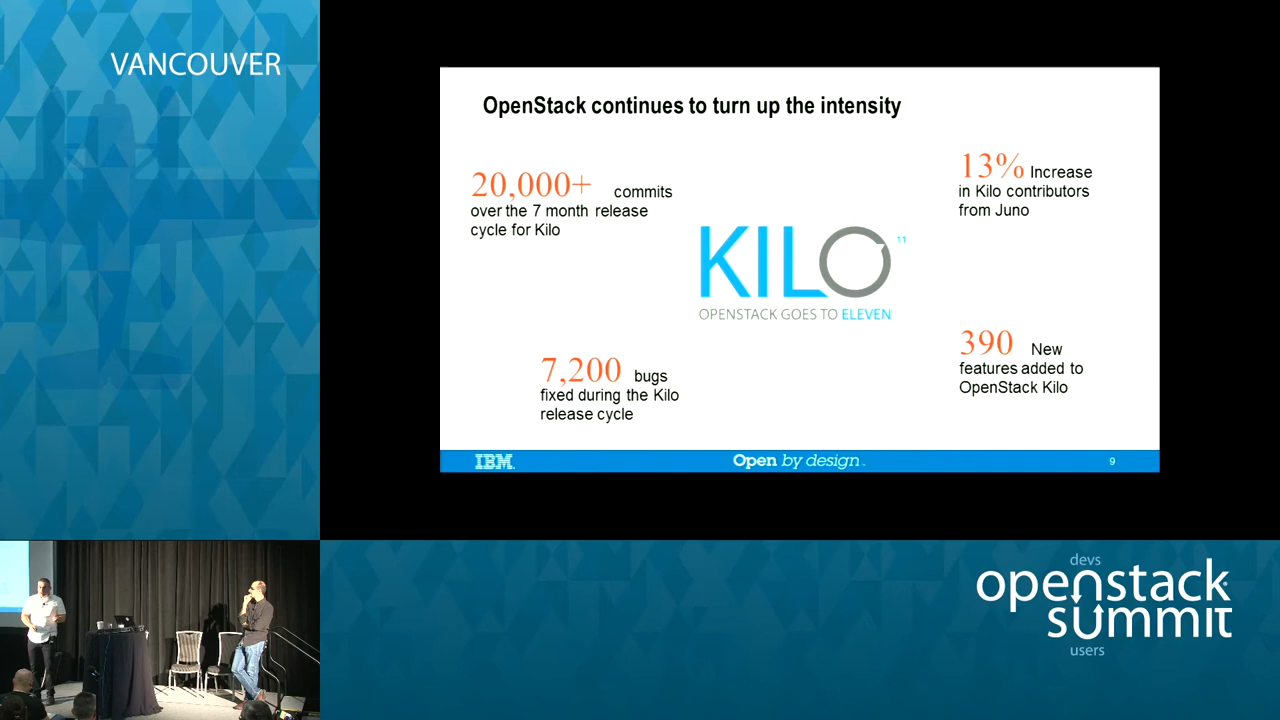 VANCOUVER
OpenStack continues to turn up the intensity
20,000+ commits
over the 7 month release
cycle for Kilo
13% Increase
in Kilo contributors
from Juno
KILO 11
OPENSTACK GOES TO ELEVEN
7,200 bugs
fixed during the Kilo
release cycle
390 New
features added to
OpenStack Kilo
IBM
Open by design
9
devs
openstack
summit
users